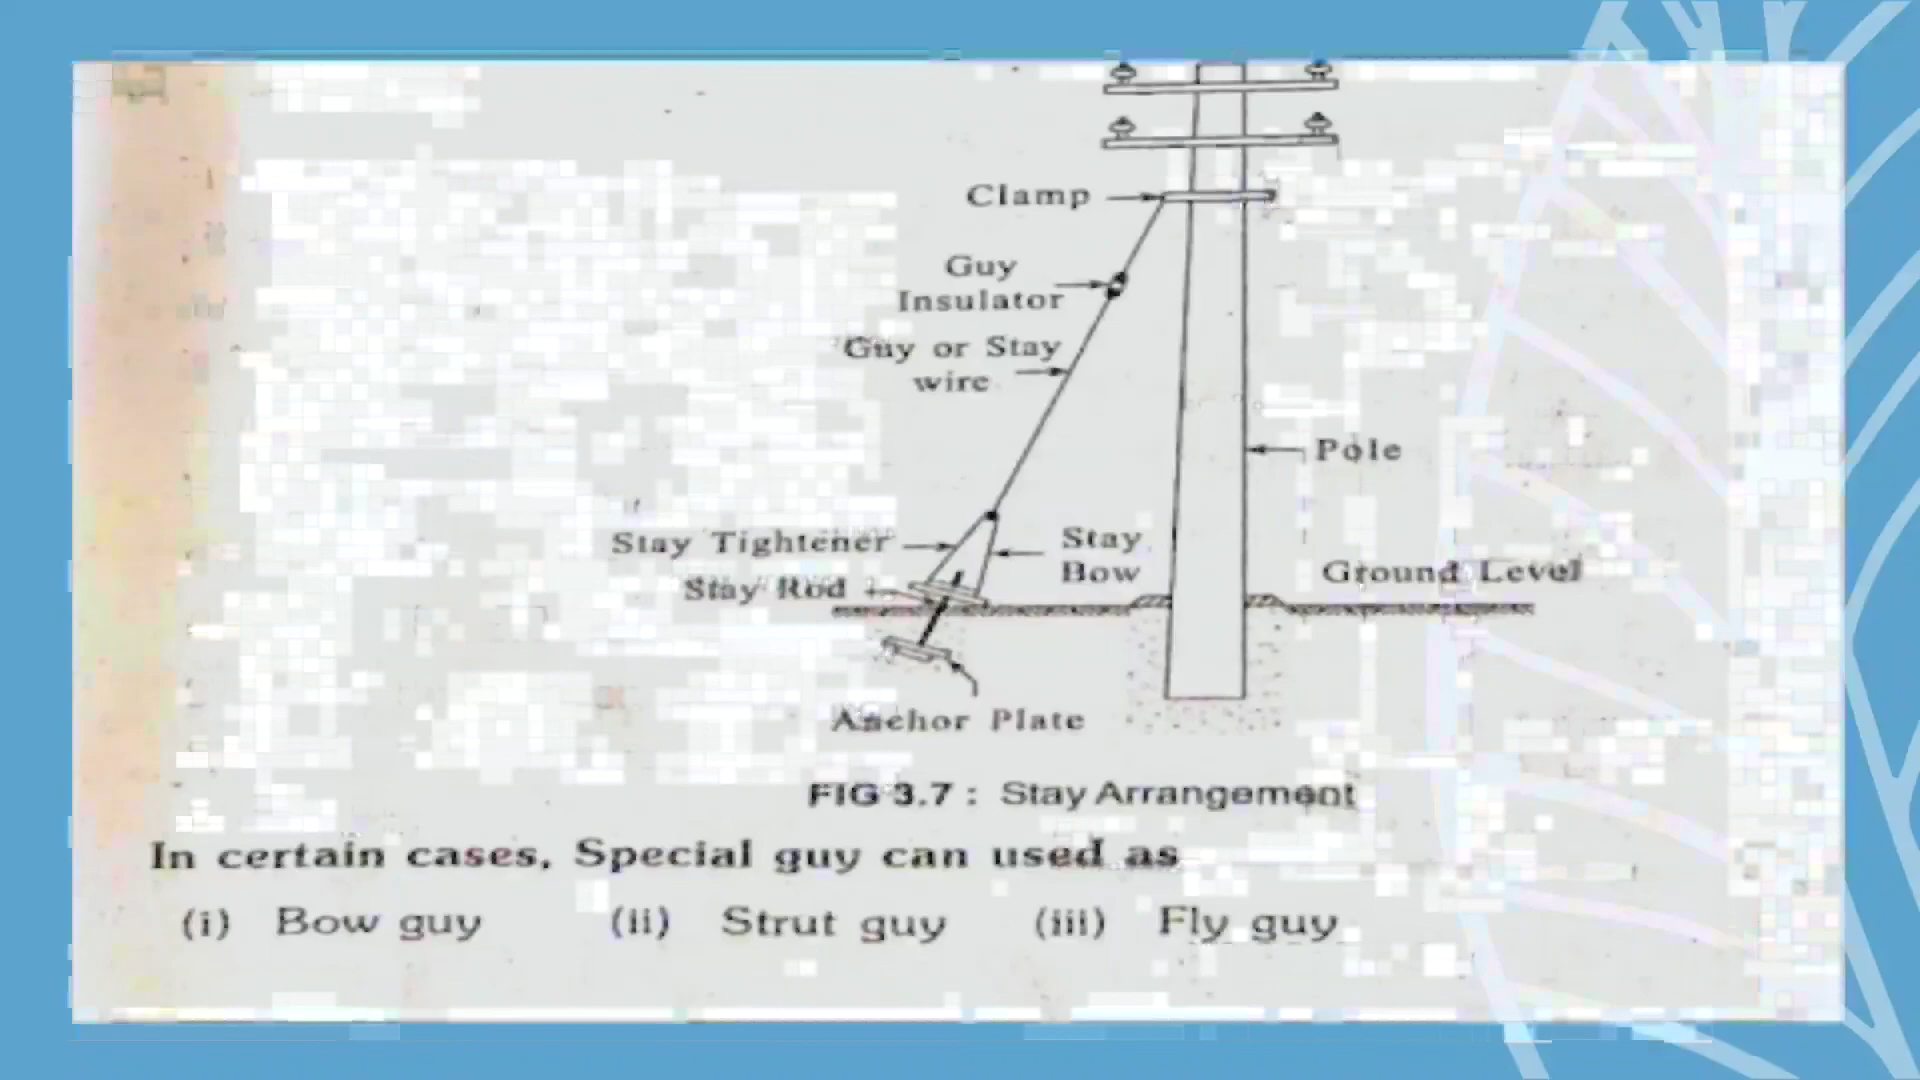 Clamp
Guy
Insulator
Guy or Stay
wire
Pole
Stay Tightener
Stay
Bow
Stay Rod
Ground Level
Anchor Plate
FIG 3.7 : Stay Arrangement
In certain cases, Special guy can used as
(i) Bow guy (ii) Strut guy (iii) Fly guy